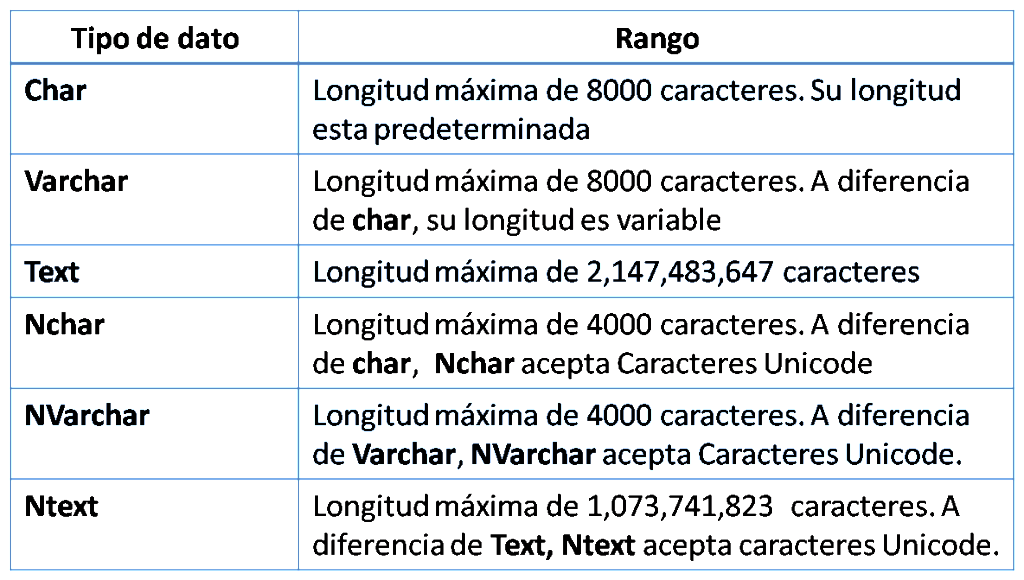 Tipo de dato
Rango
Char
Longitud máxima de 8000 caracteres. Su longitud
esta predeterminada
Varchar
Longitud máxima de 8000 caracteres. A diferencia
de char, su longitud es variable
Text
Longitud máxima de 2,147,483,647 caracteres
Nchar
Longitud máxima de 4000 caracteres. A diferencia
de char, Nchar acepta Caracteres Unicode
NVarchar
Longitud máxima de 4000 caracteres. A diferencia
de Varchar, NVarchar acepta Caracteres Unicode.
Ntext
Longitud máxima de 1,073,741,823 caracteres. A
diferencia de Text, Ntext acepta caracteres Unicode.